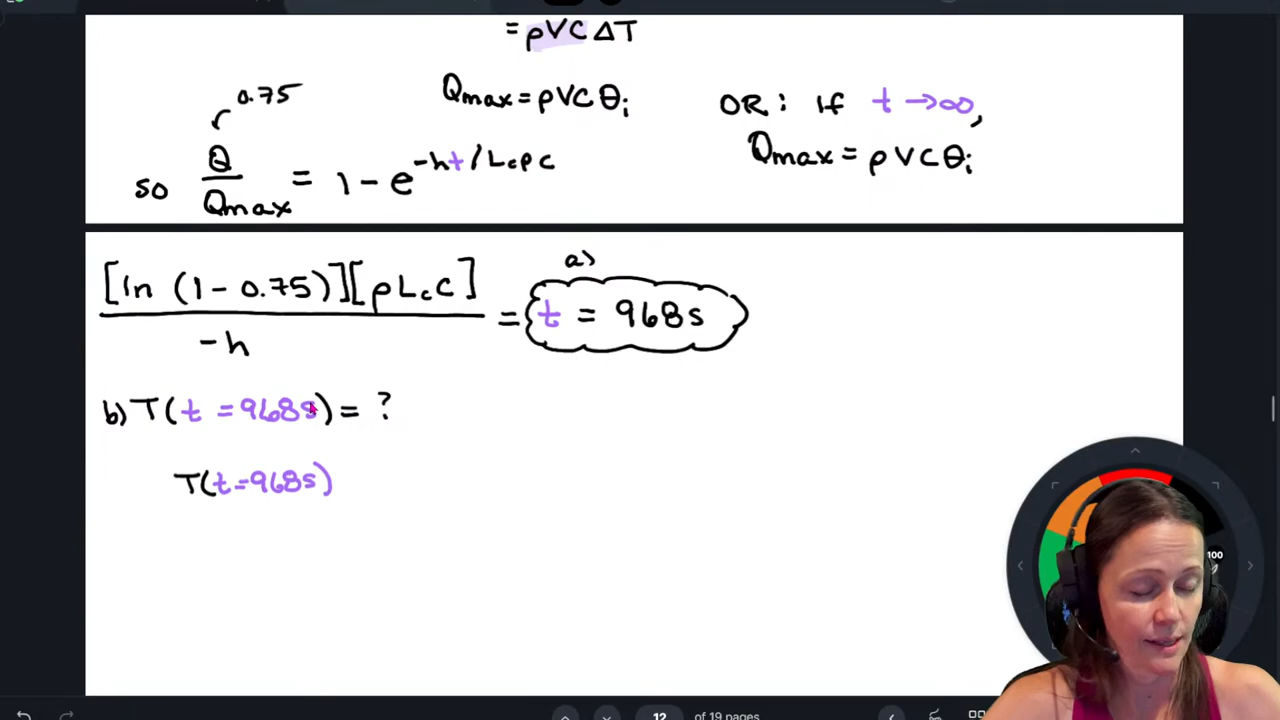 = ρVCΔT
0.75
Qmax = ρVCθi
OR: If t → ∞,
Qmax = ρVCθi
so Q/Qmax = 1 - e^-ht/LcρC
[ln (1 - 0.75)][ρLcC]
-h
=
a)
t = 968s
b) T(t = 968s) = ?
T(t=968s)
100
12 of 19 pages